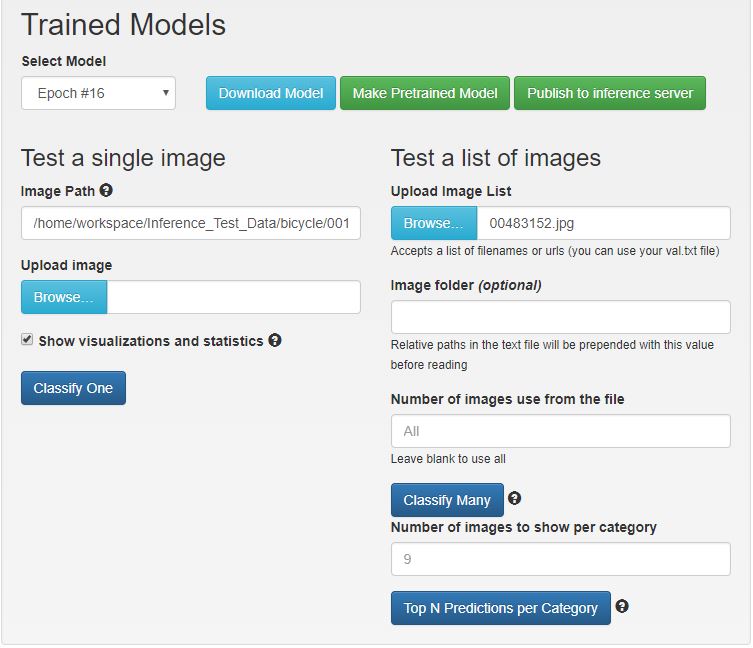 Trained Models
Select Model
Epoch #16
Download Model
Make Pretrained Model
Publish to inference server
Test a single image
Image Path
/home/workspace/Inference_Test_Data/bicycle/001
Upload image
Browse...
Show visualizations and statistics
Classify One
Test a list of images
Upload Image List
Browse...
00483152.jpg
Accepts a list of filenames or urls (you can use your val.txt file)
Image folder (optional)
Relative paths in the text file will be prepended with this value
before reading
Number of images use from the file
All
Leave blank to use all
Classify Many
Number of images to show per category
9
Top N Predictions per Category